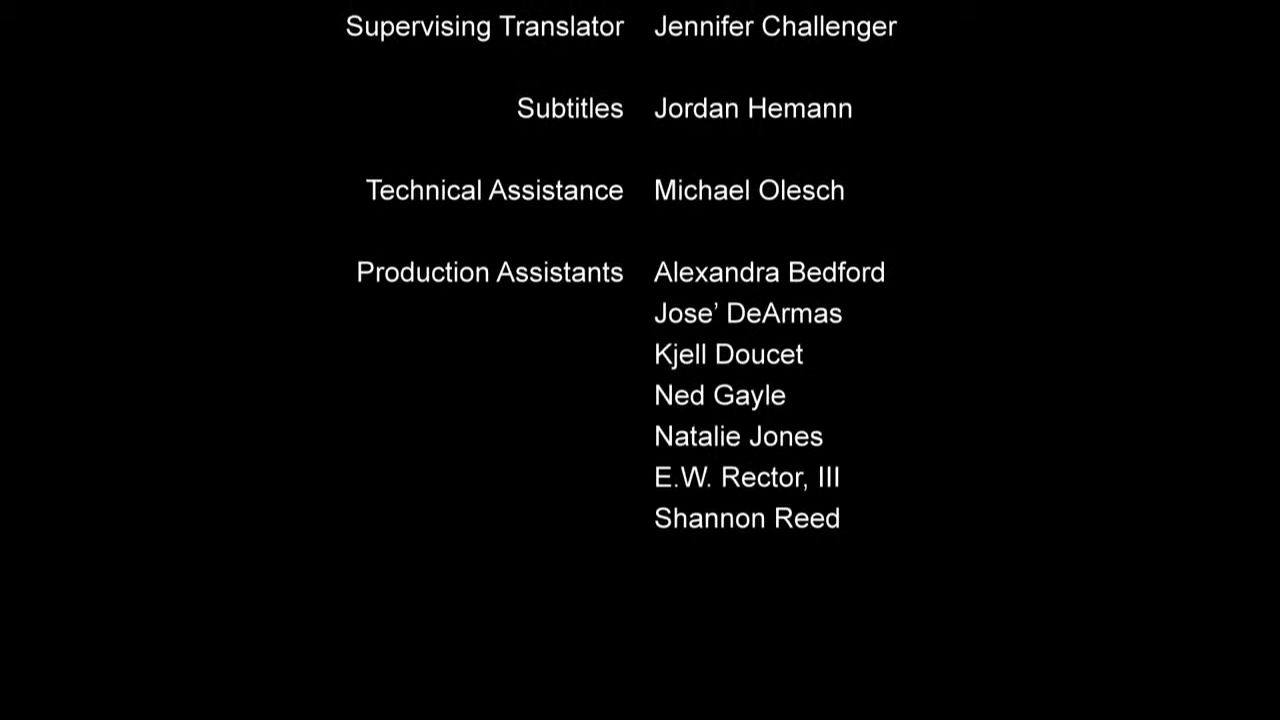 Supervising Translator Jennifer Challenger
Subtitles Jordan Hemann
Technical Assistance Michael Olesch
Production Assistants Alexandra Bedford
Jose’ DeArmas
Kjell Doucet
Ned Gayle
Natalie Jones
E.W. Rector, III
Shannon Reed